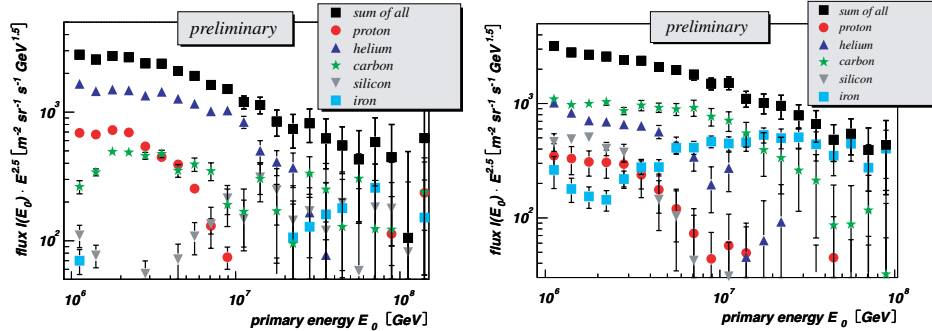 preliminary
sum of all
proton
helium
carbon
silicon
iron
flux I(E0) · E^2.5 [m^-2 sr^-1 s^-1 GeV^1.5]
10^3
10^2
10^6
10^7
10^8
primary energy E0 [GeV]
preliminary
sum of all
proton
helium
carbon
silicon
iron
flux I(E0) · E^2.5 [m^-2 sr^-1 s^-1 GeV^1.5]
10^3
10^2
10^6
10^7
10^8
primary energy E0 [GeV]